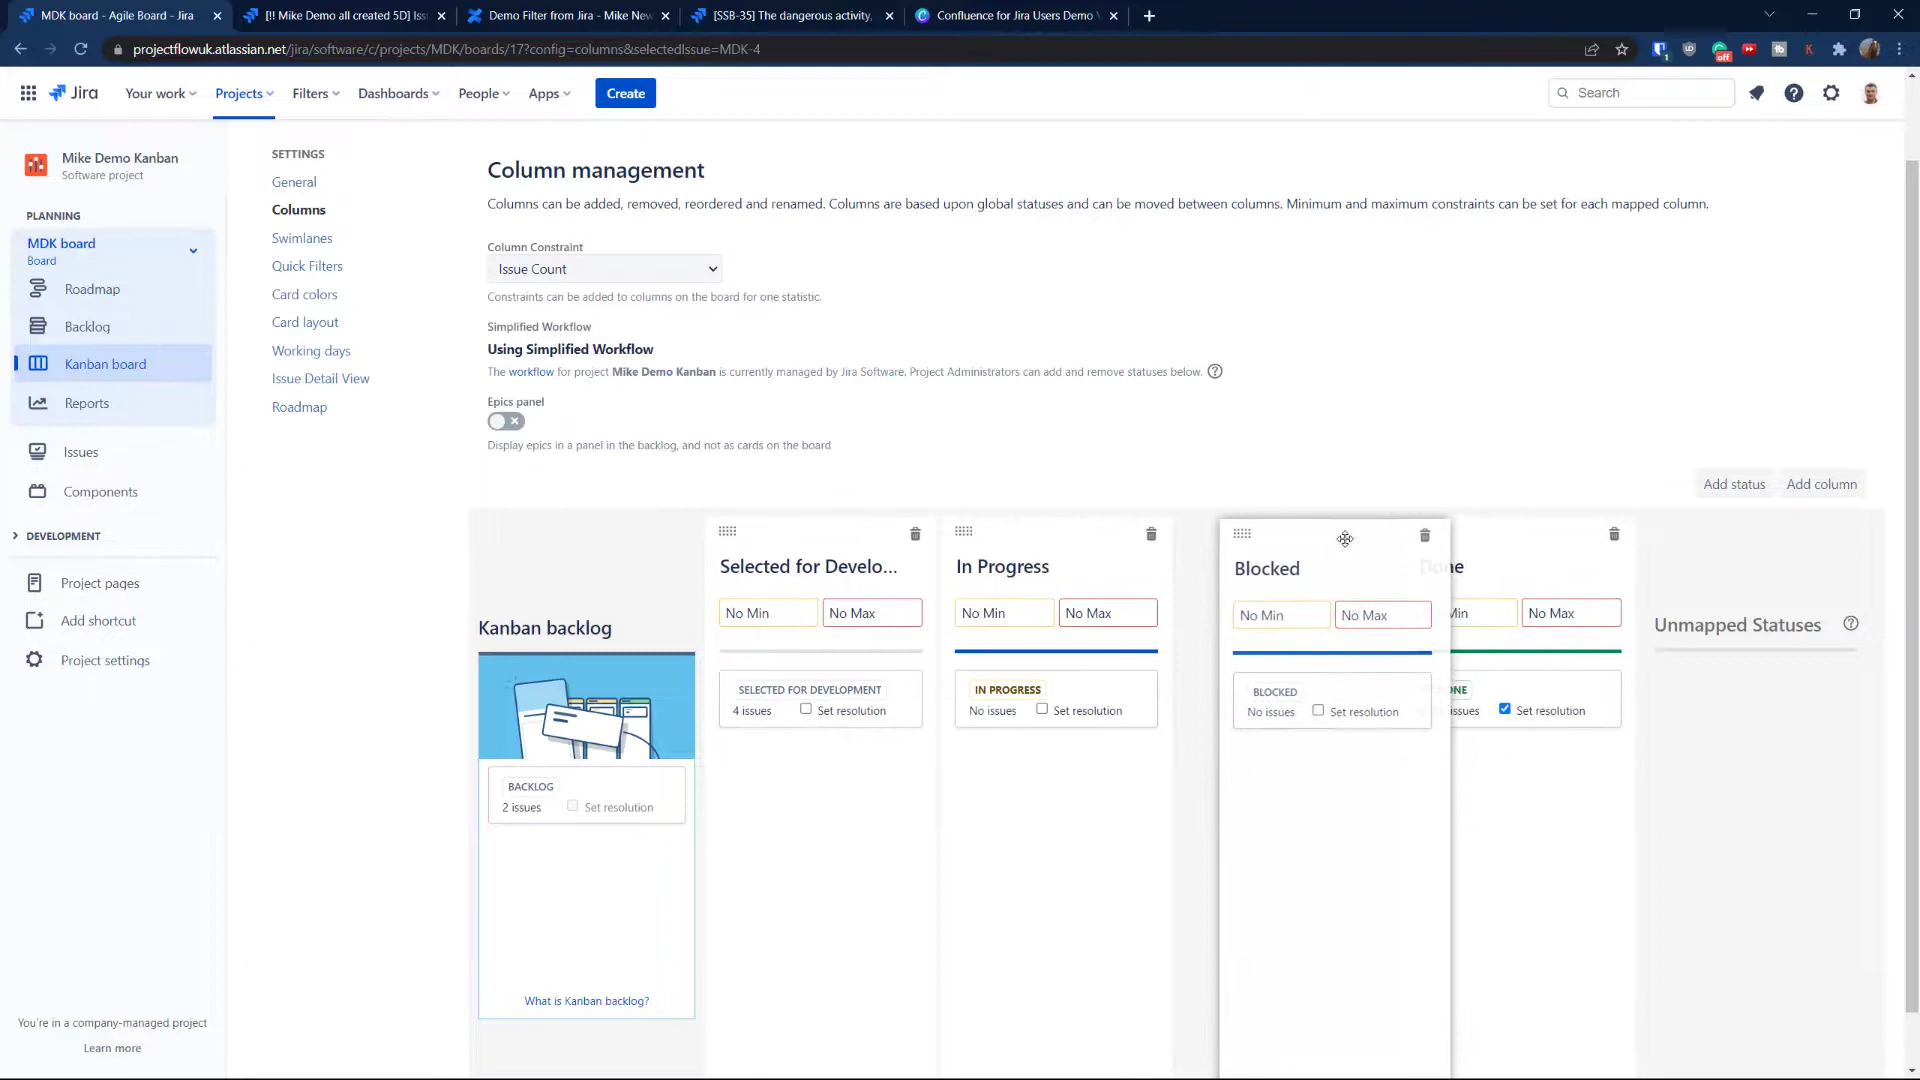 MDK board - Agile Board - Jira
[!! Mike Demo all created 5D] Iss
Demo Filter from Jira - Mike New
[SSB-35] The dangerous activity,
Confluence for Jira Users Demo
projectflowuk.atlassian.net/jira/software/c/projects/MDK/boards/17?config=columns&selectedIssue=MDK-4
off
Jira
Your work
Projects
Filters
Dashboards
People
Apps
Create
Search
Mike Demo Kanban
Software project
PLANNING
MDK board
Board
Roadmap
Backlog
Kanban board
Reports
Issues
Components
DEVELOPMENT
Project pages
Add shortcut
Project settings
You're in a company-managed project
Learn more
SETTINGS
General
Columns
Swimlanes
Quick Filters
Card colors
Card layout
Working days
Issue Detail View
Roadmap
Column management
Columns can be added, removed, reordered and renamed. Columns are based upon global statuses and can be moved between columns. Minimum and maximum constraints can be set for each mapped column.
Column Constraint
Issue Count
Constraints can be added to columns on the board for one statistic.
Simplified Workflow
Using Simplified Workflow
The workflow for project Mike Demo Kanban is currently managed by Jira Software. Project Administrators can add and remove statuses below.
Epics panel
Display epics in a panel in the backlog, and not as cards on the board
Add status
Add column
Kanban backlog
BACKLOG
2 issues
Set resolution
What is Kanban backlog?
Selected for Develo...
No Min
No Max
SELECTED FOR DEVELOPMENT
4 issues
Set resolution
In Progress
No Min
No Max
IN PROGRESS
No issues
Set resolution
Blocked
No Min
No Max
BLOCKED
No issues
Set resolution
Done
Min
No Max
ONE
issues
Set resolution
Unmapped Statuses